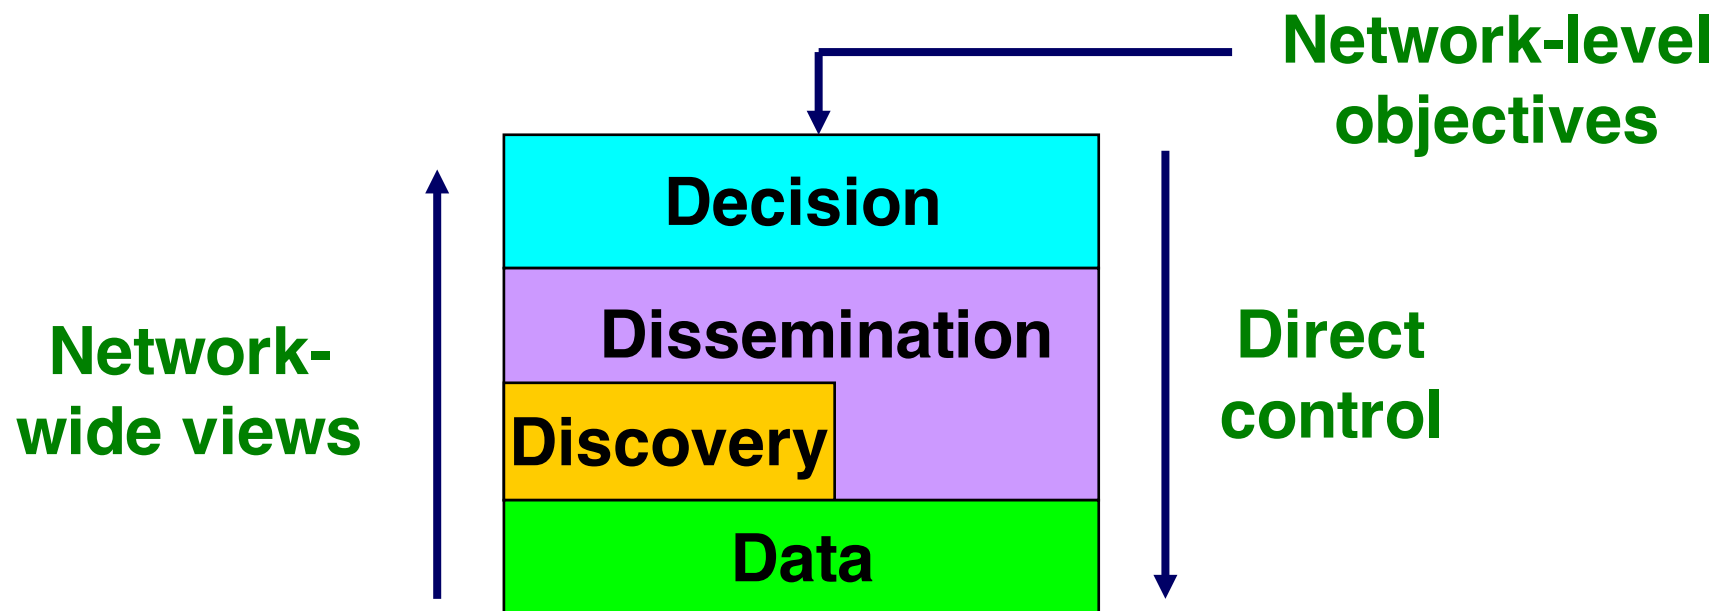 Network-level
objectives
Decision
Dissemination
Network-
wide views
Direct
control
Discovery
Data